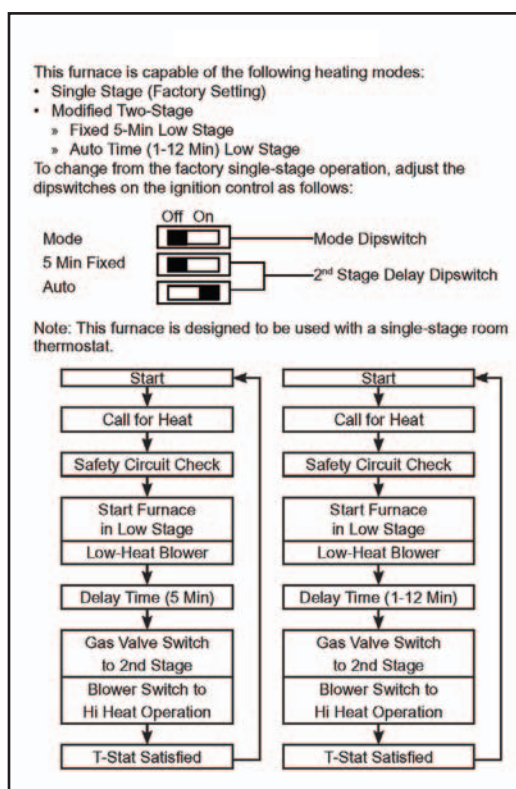 This furnace is capable of the following heating modes:
• Single Stage (Factory Setting)
• Modified Two-Stage
» Fixed 5-Min Low Stage
» Auto Time (1-12 Min) Low Stage
To change from the factory single-stage operation, adjust the
dipswitches on the ignition control as follows:
Off On
Mode
Mode Dipswitch
5 Min Fixed
2nd Stage Delay Dipswitch
Auto
Note: This furnace is designed to be used with a single-stage room
thermostat.
Start
Call for Heat
Safety Circuit Check
Start Furnace
in Low Stage
Low-Heat Blower
Delay Time (5 Min)
Gas Valve Switch
to 2nd Stage
Blower Switch to
Hi Heat Operation
T-Stat Satisfied
Start
Call for Heat
Safety Circuit Check
Start Furnace
in Low Stage
Low-Heat Blower
Delay Time (1-12 Min)
Gas Valve Switch
to 2nd Stage
Blower Switch to
Hi Heat Operation
T-Stat Satisfied